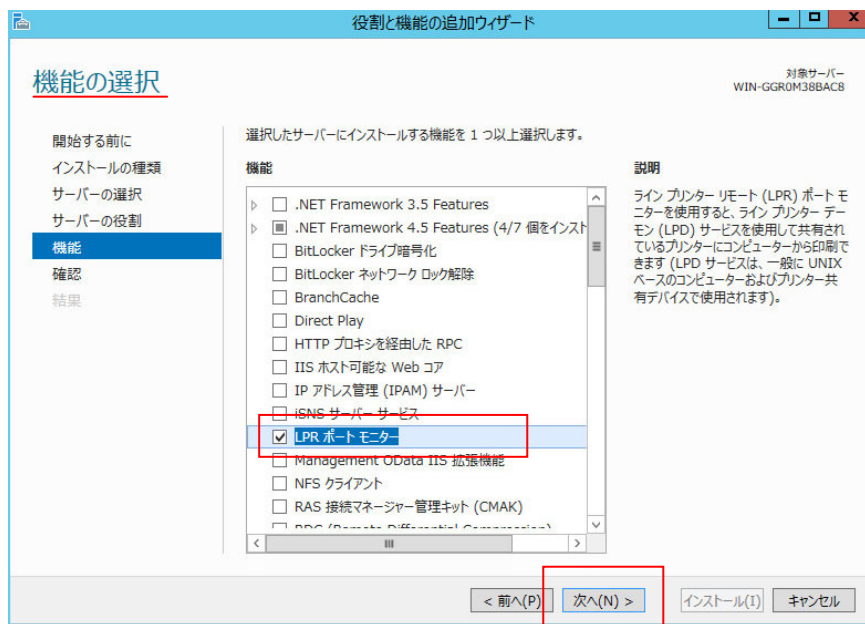 役割と機能の追加ウィザード
機能の選択
対象サーバー
WIN-GGR0M38BAC8
開始する前に
インストールの種類
サーバーの選択
サーバーの役割
機能
確認
結果
選択したサーバーにインストールする機能を 1 つ以上選択します。
機能
.NET Framework 3.5 Features
.NET Framework 4.5 Features (4/7 個をインスト
BitLocker ドライブ暗号化
BitLocker ネットワーク ロック解除
BranchCache
Direct Play
HTTP プロキシを経由した RPC
IIS ホスト可能な Web コア
IP アドレス管理 (IPAM) サーバー
iSNS サーバー サービス
LPR ポート モニター
Management OData IIS 拡張機能
NFS クライアント
RAS 接続マネージャー管理キット (CMAK)
RDC (Remote Differential Compression)
説明
ライン プリンター リモート (LPR) ポート モ
ニターを使用すると、ライン プリンター デー
モン (LPD) サービスを使用して共有され
ているプリンターにコンピューターから印刷で
きます (LPD サービスは、一般に UNIX
ベースのコンピューターおよびプリンター共
有デバイスで使用されます)。
< 前へ(P)
次へ(N) >
インストール(I)
キャンセル